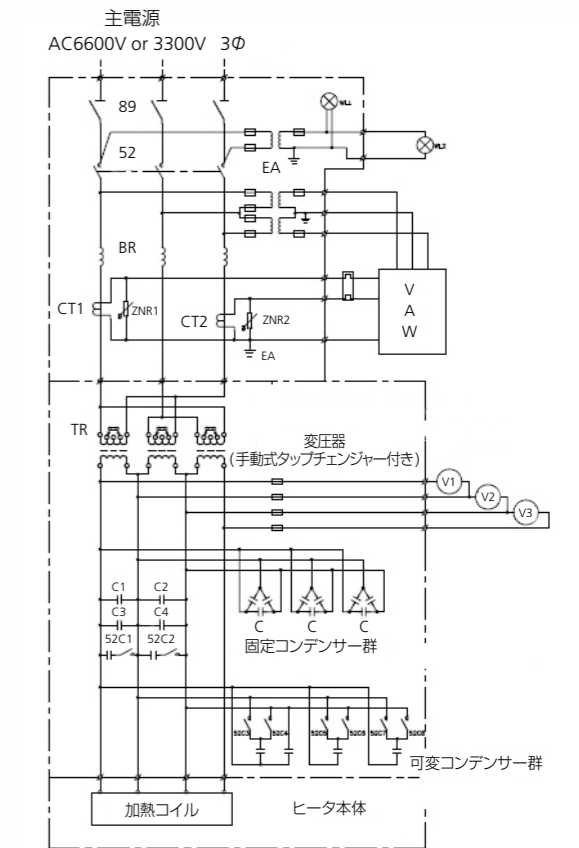 主電源
AC6600V or 3300V 3Φ
WL1
89
52
WL2
EA
BR
CT1
ZNR1
CT2
ZNR2
V
A
W
EA
TR
変圧器
(手動式タップチェンジャー付き)
V1
V2
V3
C1
C2
C3
C4
52C1
52C2
C
C
C
固定コンデンサー群
52C3
52C4
52C5
52C6
52C7
52C8
可変コンデンサー群
加熱コイル
ヒータ本体